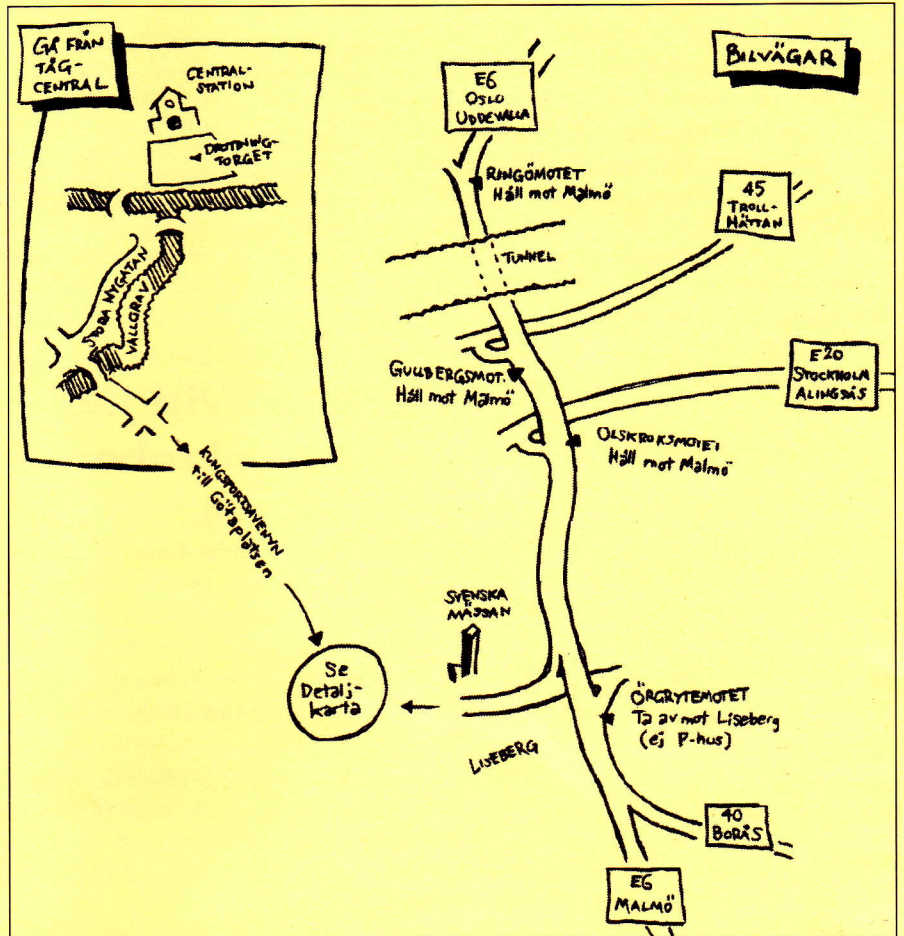 GÅ FRÅN
TÅG-
CENTRAL
CENTRAL-
STATION
DROTTNING-
TORGET
ÖDRA NYGATAN
VALLGRAV
KUNGSPORTSAVENYN
till Götaplatsen
Se
Detalj-
karta
BILVÄGAR
E6
OSLO
UDDEVALLA
RINGÖMOTET
Håll mot Malmö
45
TROLL-
HÄTTAN
TUNNEL
GULLBERGSMOT.
Håll mot Malmö
E20
STOCKHOLM
ALINGSÅS
OLSKROKSMOTET
Håll mot Malmö
SVENSKA
MÄSSAN
ÖRGRYTEMOTET
Ta av mot Liseberg
(ej P-hus)
LISEBERG
40
BORÅS
E6
MALMÖ